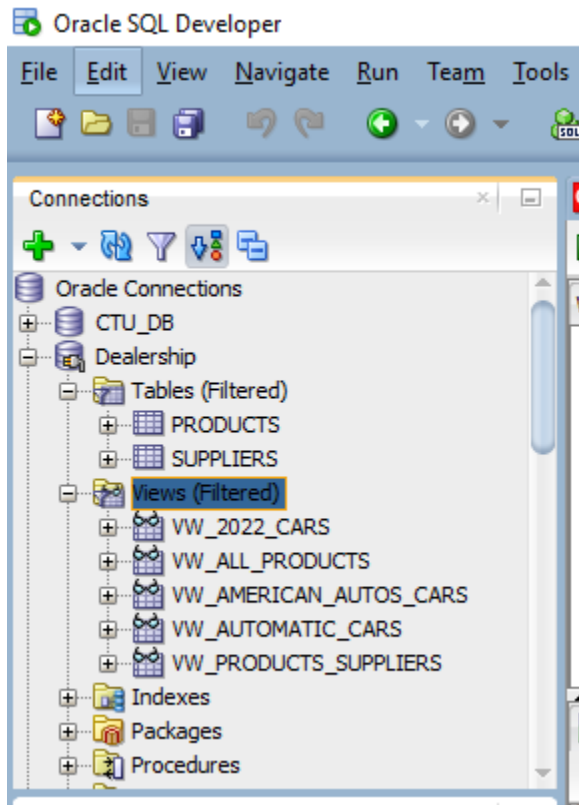 Oracle SQL Developer
File Edit View Navigate Run Team Tools
SQL
Connections
Oracle Connections
CTU_DB
Dealership
Tables (Filtered)
PRODUCTS
SUPPLIERS
Views (Filtered)
VW_2022_CARS
VW_ALL_PRODUCTS
VW_AMERICAN_AUTOS_CARS
VW_AUTOMATIC_CARS
VW_PRODUCTS_SUPPLIERS
Indexes
Packages
Procedures